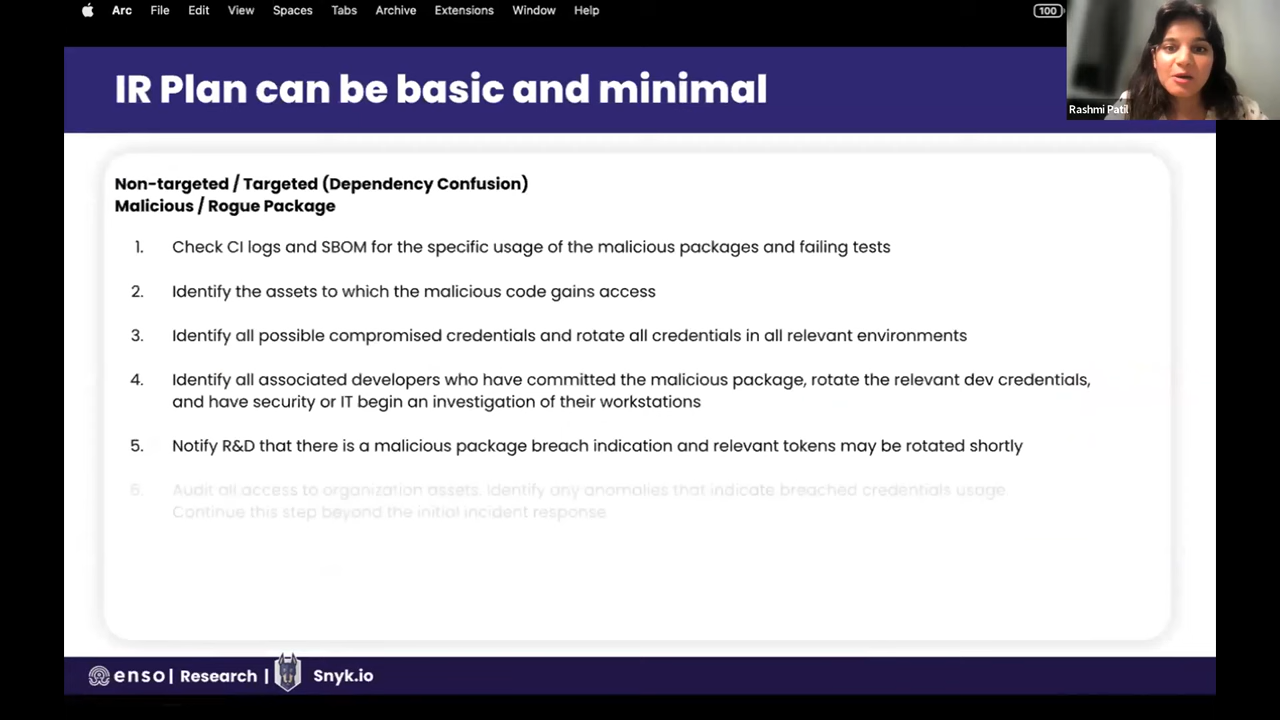 Arc File Edit View Spaces Tabs Archive Extensions Window Help
100
IR Plan can be basic and minimal
Rashmi Patil
Non-targeted / Targeted (Dependency Confusion)
Malicious / Rogue Package
1. Check CI logs and SBOM for the specific usage of the malicious packages and failing tests
2. Identify the assets to which the malicious code gains access
3. Identify all possible compromised credentials and rotate all credentials in all relevant environments
4. Identify all associated developers who have committed the malicious package, rotate the relevant dev credentials,
and have security or IT begin an investigation of their workstations
5. Notify R&D that there is a malicious package breach indication and relevant tokens may be rotated shortly
6. Audit all access to organization assets. Identify any anomalies that indicate breached credentials usage.
Continue this step beyond the initial incident response
enso | Research | Snyk.io